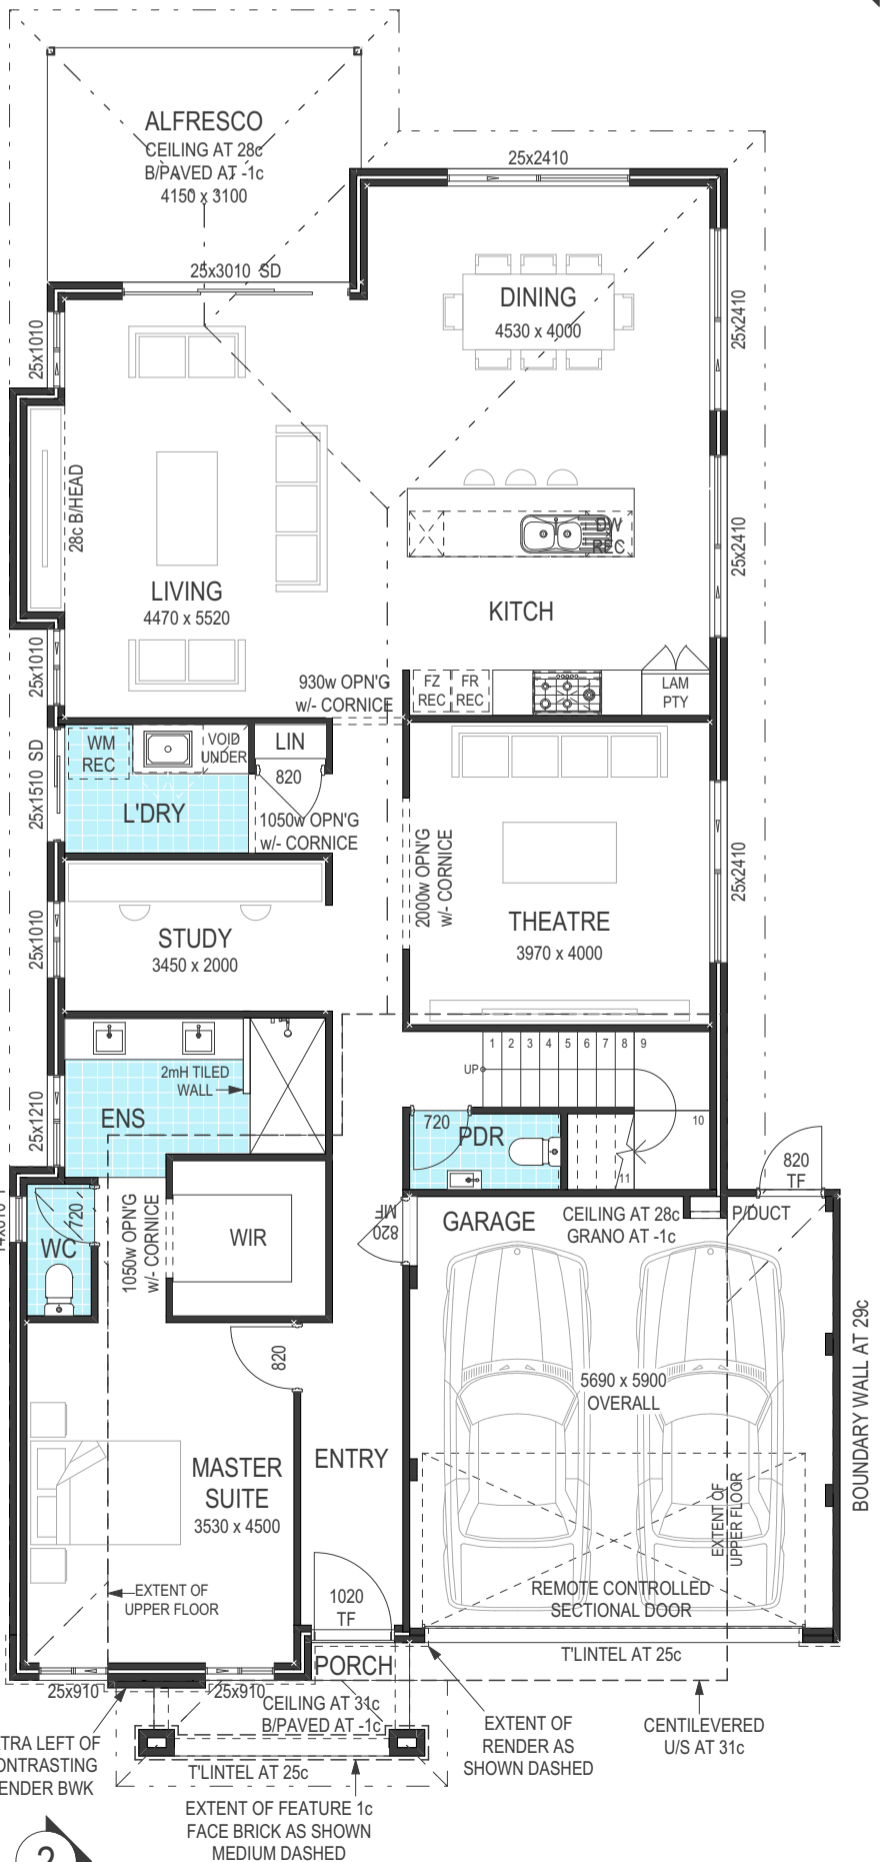 ALFRESCO
CEILING AT 28c
B/PAVED AT -1c
4150 x 3100
25x2410
25x3010 SD
DINING
4530 x 4000
25x2410
25x1010
28c B/HEAD
DW
REC
25x2410
LIVING
4470 x 5520
KITCH
25x1010
930w OPN'G
w/- CORNICE
FZ
REC
FR
REC
LAM
PTY
WM
REC
VOID
UNDER
LIN
820
25x1510 SD
L'DRY
1050w OPN'G
w/- CORNICE
2000w OPN'G
w/- CORNICE
25x2410
THEATRE
3970 x 4000
STUDY
3450 x 2000
25x1010
2mH TILED
WALL
ENS
25x1210
UP
1 2 3 4 5 6 7 8 9
10
11
720
PDR
820
TF
P/DUCT
WC
720
1050w OPN'G
w/- CORNICE
WIR
820
MF
GARAGE
CEILING AT 28c
GRANO AT -1c
5690 x 5900
OVERALL
BOUNDARY WALL AT 29c
820
MASTER
SUITE
3530 x 4500
ENTRY
EXTENT OF
UPPER FLOOR
EXTENT OF
UPPER FLOOR
1020
TF
REMOTE CONTROLLED
SECTIONAL DOOR
T'LINTEL AT 25c
PORCH
25x910
25x910
CEILING AT 31c
B/PAVED AT -1c
T'LINTEL AT 25c
EXTENT OF
RENDER AS
SHOWN DASHED
CENTILEVERED
U/S AT 31c
TRA LEFT OF
ONTRASTING
ENDER BWK
EXTENT OF FEATURE 1c
FACE BRICK AS SHOWN
MEDIUM DASHED
2